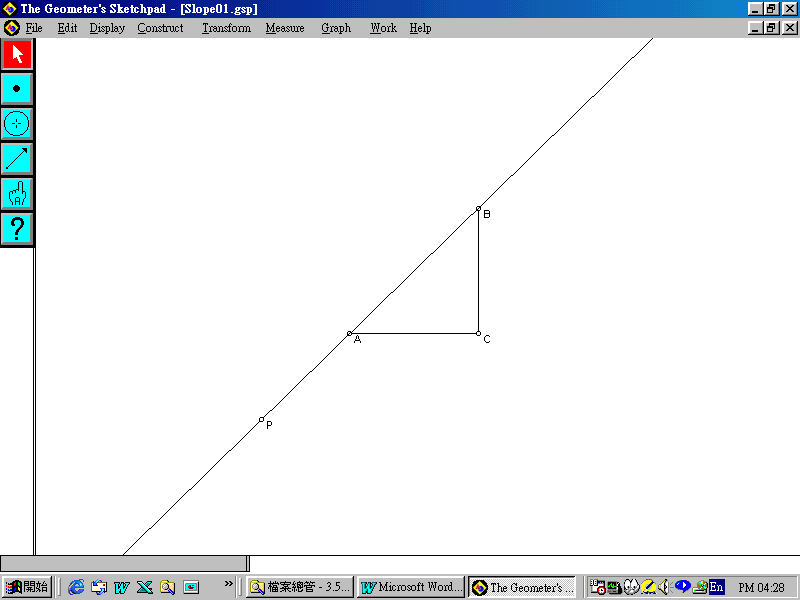 The Geometer's Sketchpad - [Slope01.gsp]
File Edit Display Construct Transform Measure Graph Work Help
A
?
B
A
C
P
開始 W X » 檔案總管 - 3.5... W Microsoft Word... The Geometer's ... En PM 04:28